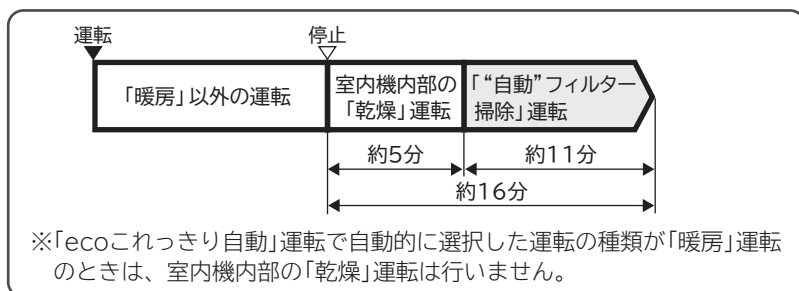 運転
停止
「暖房」以外の運転
室内機内部の
「乾燥」運転
「“自動”フィルター
掃除」運転
約5分
約11分
約16分
※「ecoこれっきり自動」運転で自動的に選択した運転の種類が「暖房」運転
のときは、室内機内部の「乾燥」運転は行いません。